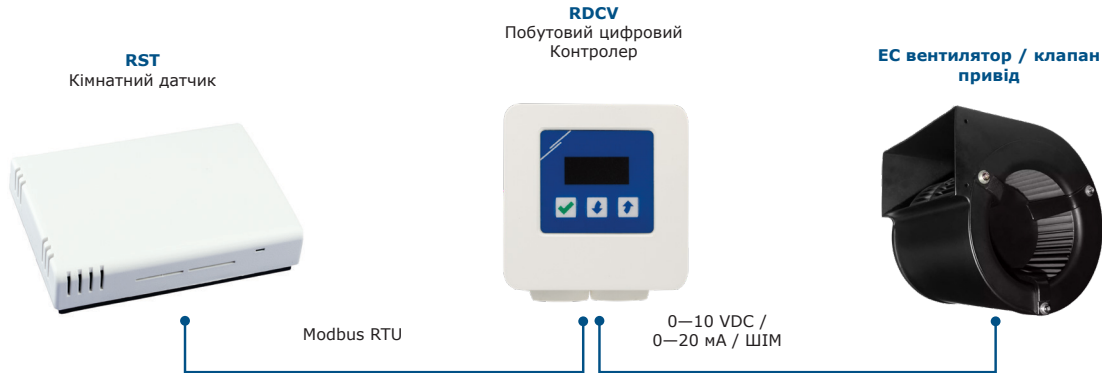 RST
Кімнатний датчик
RDCV
Побутовий цифровий
Контролер
ЕС вентилятор / клапан
привід
Modbus RTU
0—10 VDC /
0—20 мА / ШІМ